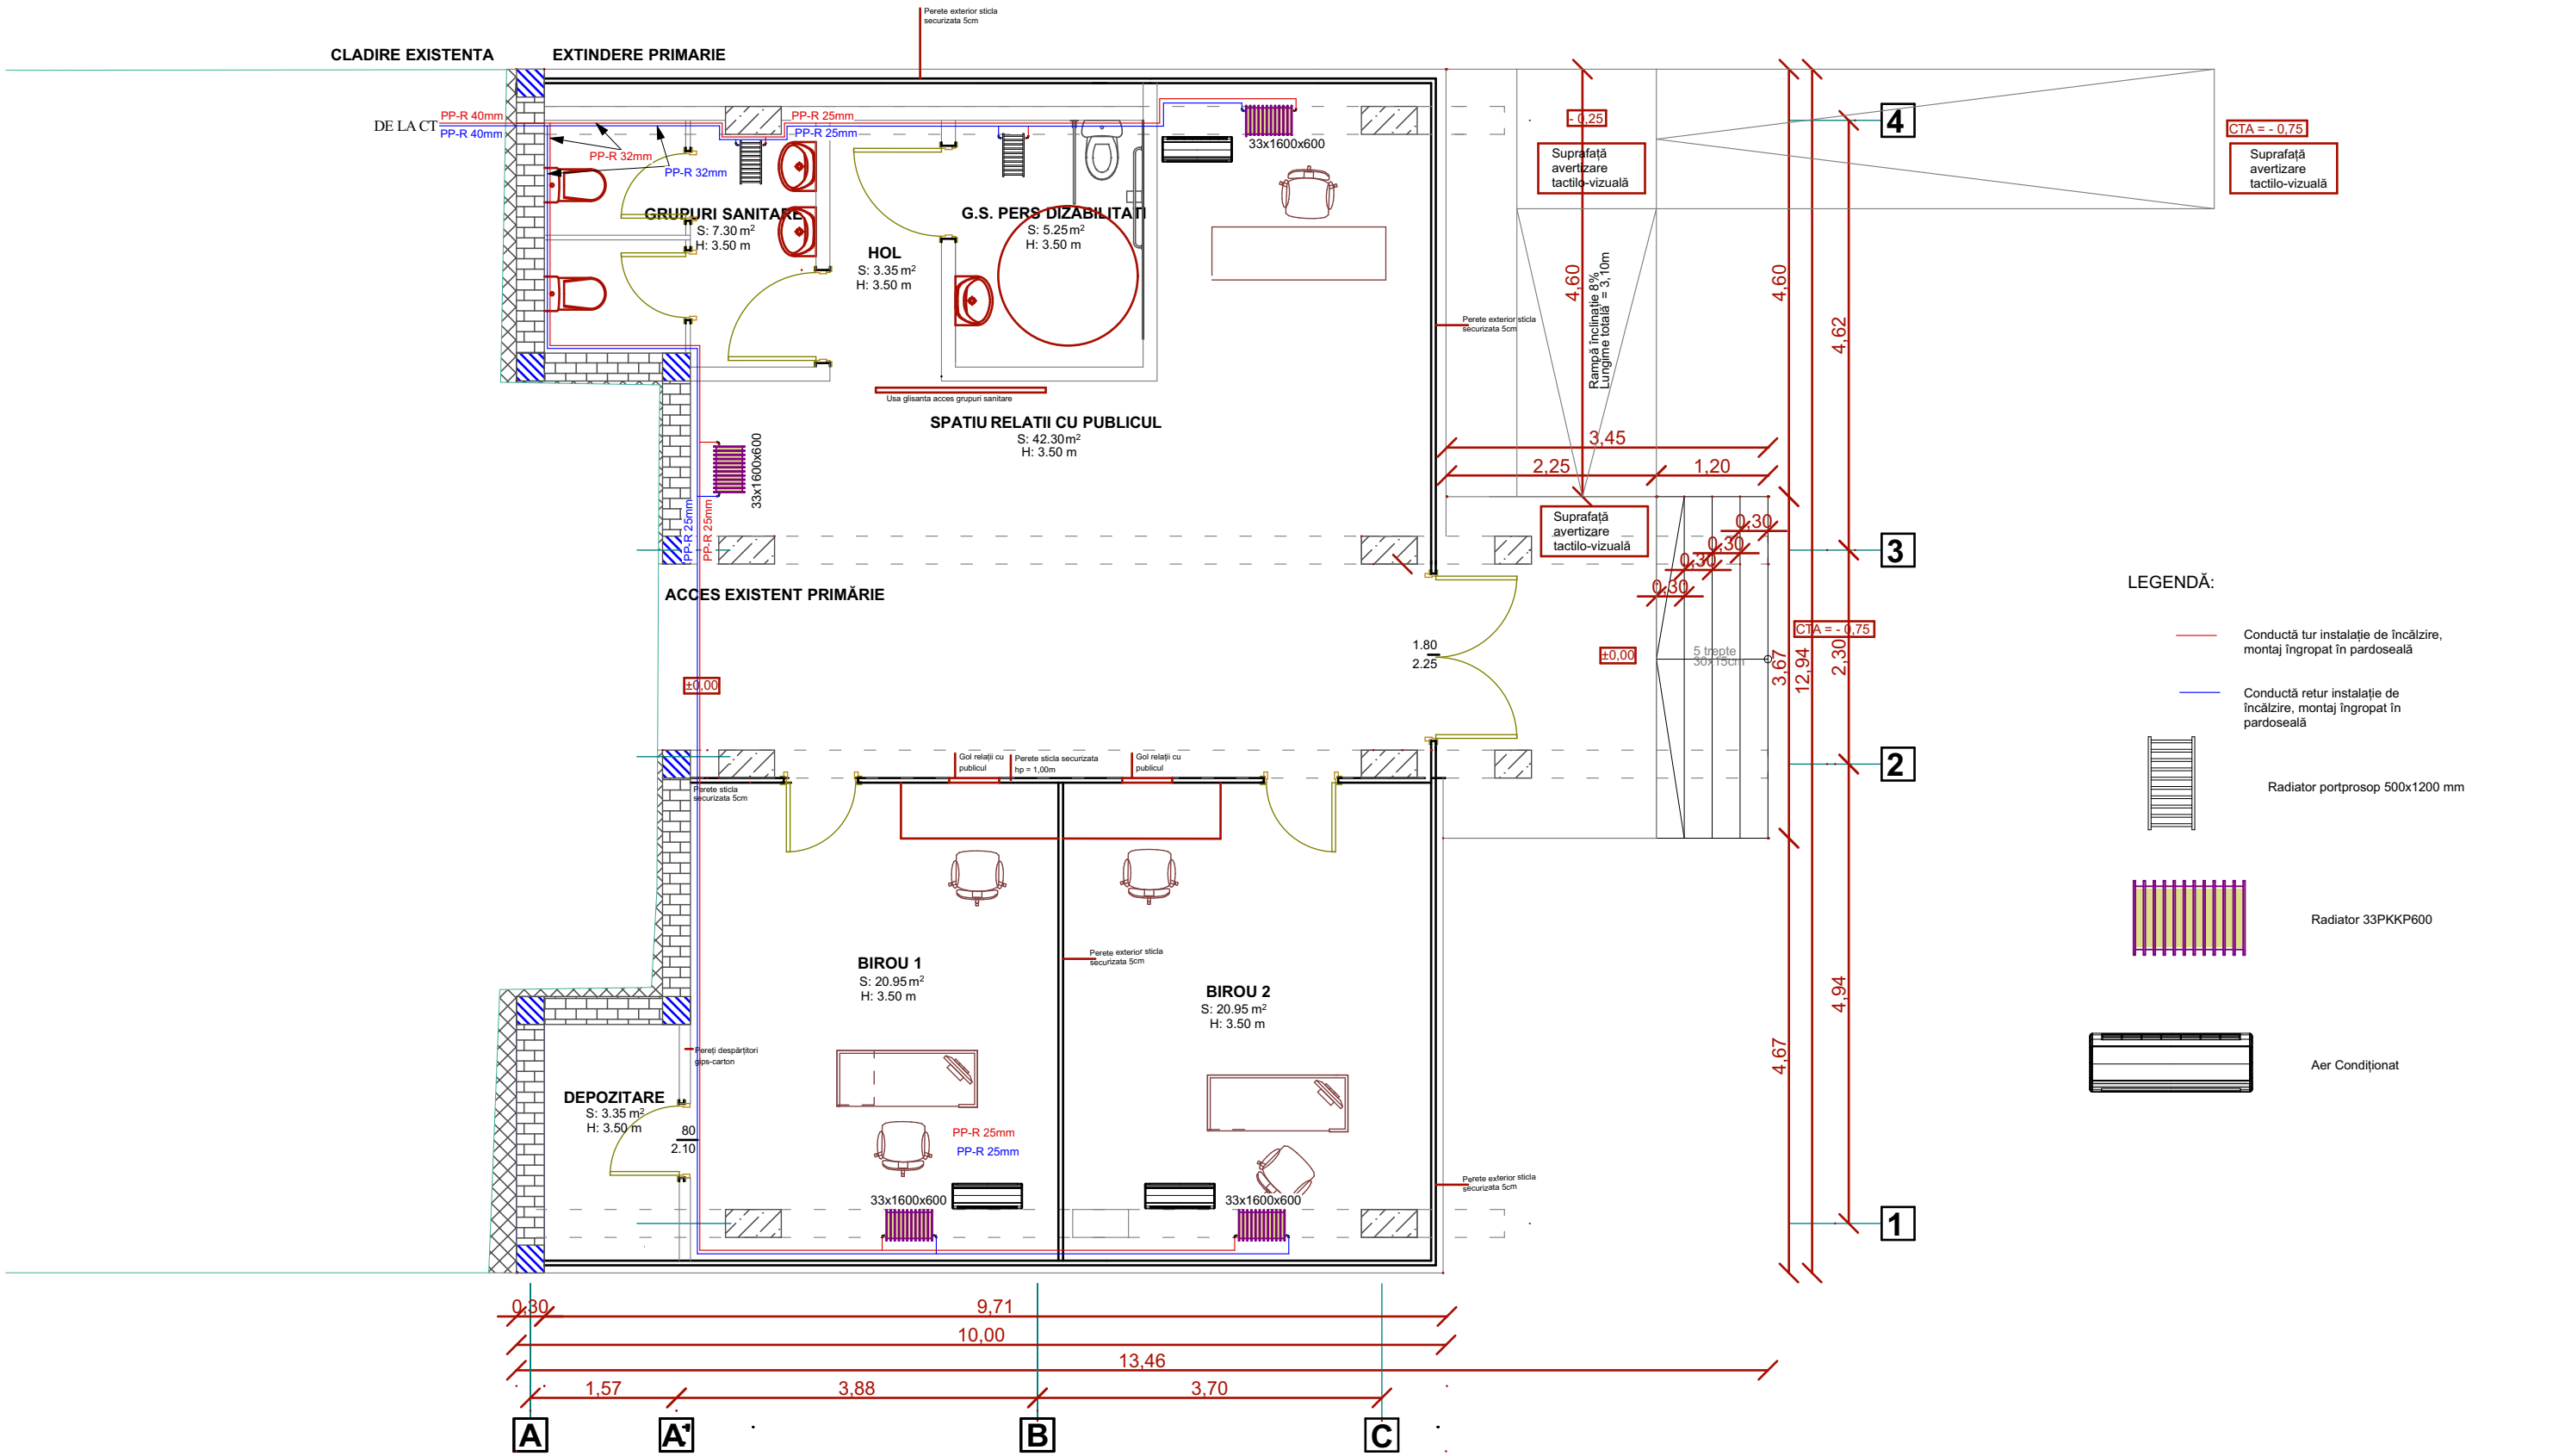 Perete exterior sticla
securizata 5cm
CLADIRE EXISTENTA
EXTINDERE PRIMARIE
DE LA CT
PP-R 40mm
PP-R 40mm
PP-R 32mm
PP-R 32mm
PP-R 25mm
PP-R 25mm
33x1600x600
GRUPURI SANITARE
S: 7.30 m²
H: 3.50 m
HOL
S: 3.35 m²
H: 3.50 m
G.S. PERS DIZABILITATI
S: 5.25 m²
H: 3.50 m
Usa glisanta acces grupuri sanitare
SPATIU RELATII CU PUBLICUL
S: 42.30 m²
H: 3.50 m
Perete exterior sticla
securizata 5cm
33x1600x600
PP-R 25mm
PP-R 25mm
ACCES EXISTENT PRIMĂRIE
±0,00
1.80
2.25
- 0,25
Suprafață
avertizare
tactilo-vizuală
4,60
Rampă înclinație 8%
Lungime totală = 3,10m
3,45
2,25
1,20
Suprafață
avertizare
tactilo-vizuală
0,30
0,30
0,30
0,30
±0,00
5 trepte
30x15cm
CTA = - 0,75
Suprafață
avertizare
tactilo-vizuală
4,60
4,62
3,67
12,94
2,30
CTA = - 0,75
4,67
4,94
4
3
2
1
Perete sticla
securizata 5cm
Gol relații cu
publicul
Perete sticla securizata
hp = 1,00m
Gol relații cu
publicul
BIROU 1
S: 20.95 m²
H: 3.50 m
Perete exterior sticla
securizata 5cm
BIROU 2
S: 20.95 m²
H: 3.50 m
Pereți despărțitori
gips-carton
DEPOZITARE
S: 3.35 m²
H: 3.50 m
80
2.10
PP-R 25mm
PP-R 25mm
33x1600x600
33x1600x600
Perete exterior sticla
securizata 5cm
0,30
9,71
10,00
13,46
1,57
3,88
3,70
A
A'
B
C
LEGENDĂ:
Conductă tur instalație de încălzire,
montaj îngropat în pardoseală
Conductă retur instalație de
încălzire, montaj îngropat în
pardoseală
Radiator portprosop 500x1200 mm
Radiator 33PKKP600
Aer Condiționat